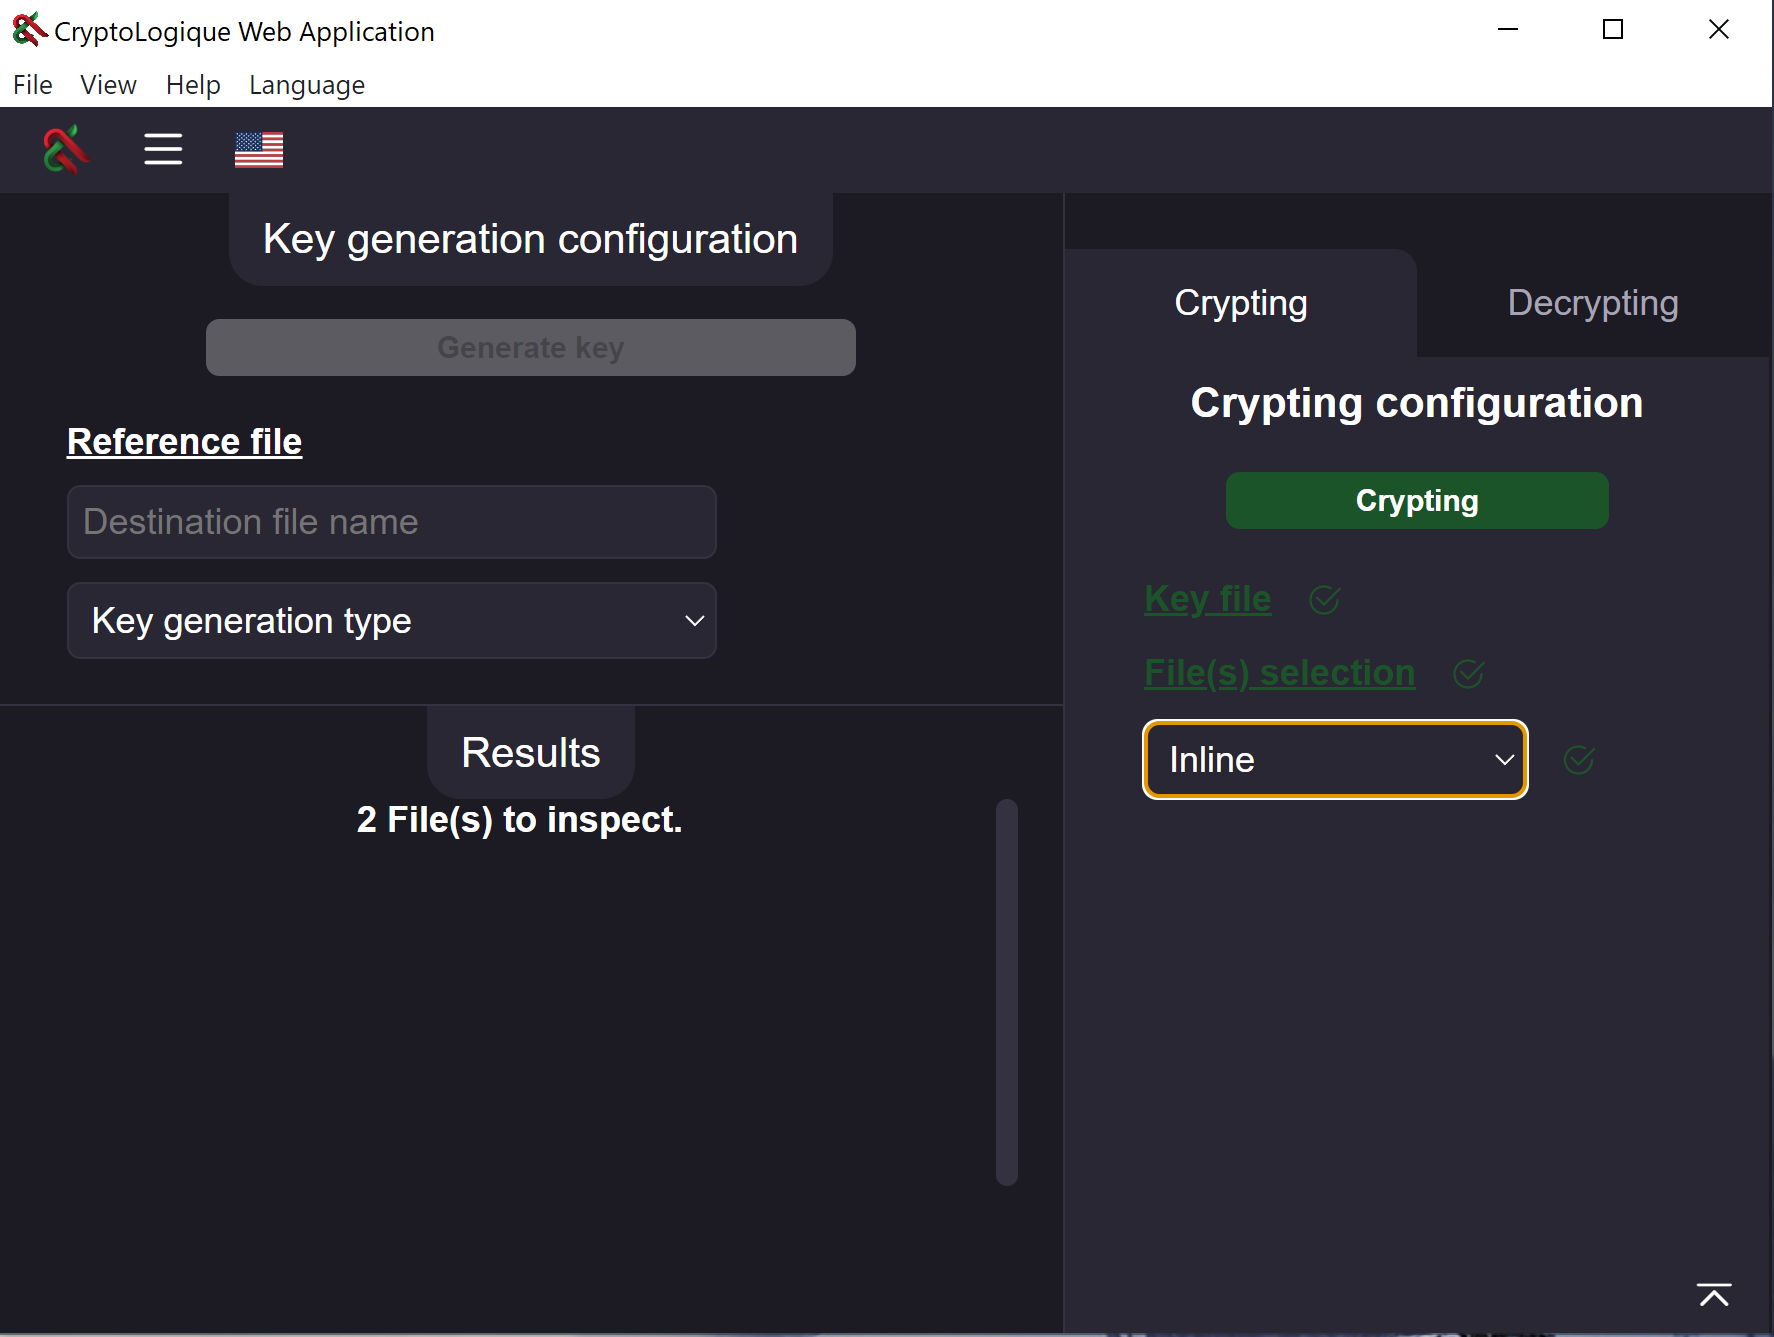 CryptoLogique Web Application
File View Help Language
Key generation configuration
Generate key
Reference file
Destination file name
Key generation type
Results
2 File(s) to inspect.
Crypting Decrypting
Crypting configuration
Crypting
Key file
File(s) selection
Inline